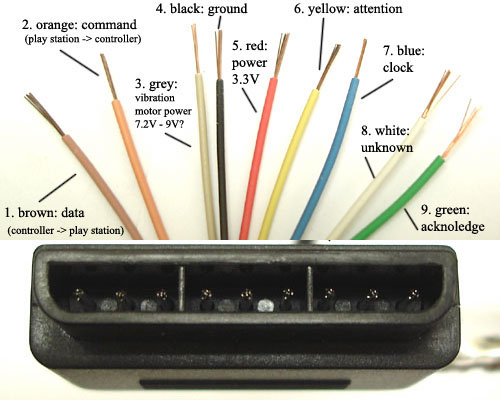 4. black: ground
2. orange: command
(play station -> controller)
6. yellow: attention
5. red:
power
3.3V
7. blue:
clock
3. grey:
vibration
motor power
7.2V - 9V?
8. white:
unknown
1. brown: data
(controller -> play station)
9. green:
acknoledge